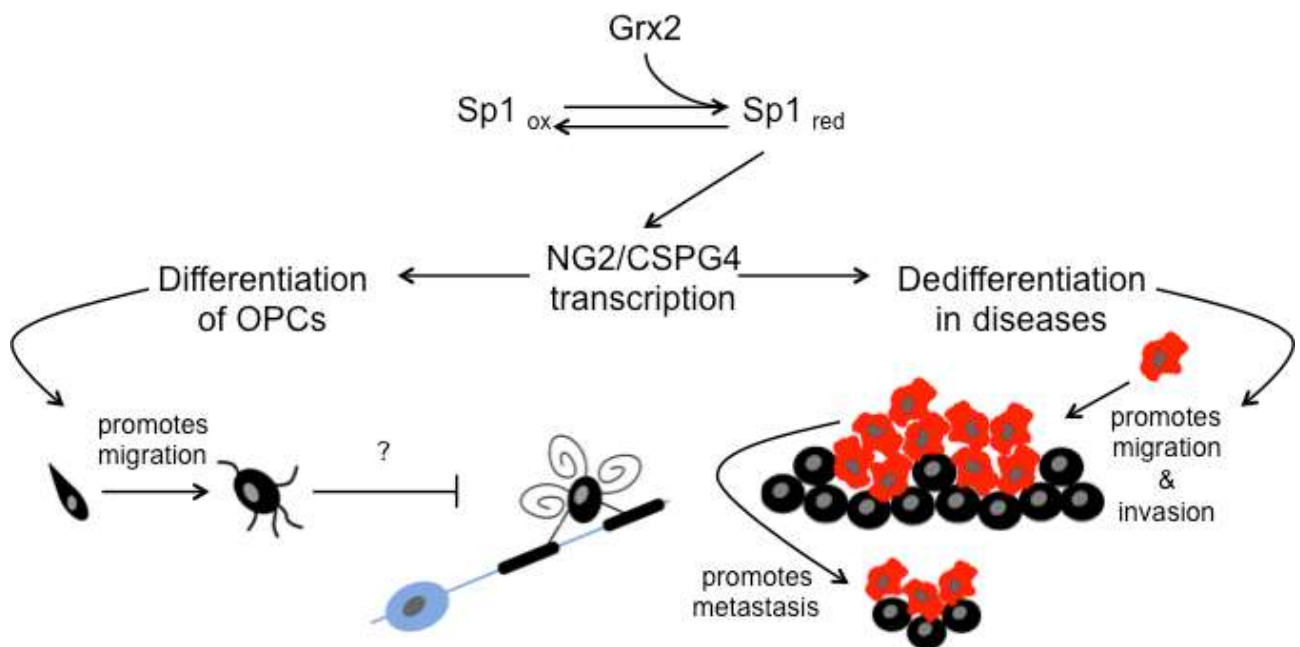 Grx2
Sp1 ox
Sp1 red
NG2/CSPG4
transcription
Differentiation
of OPCs
Dedifferentiation
in diseases
promotes
migration
?
promotes
migration
&
invasion
promotes
metastasis